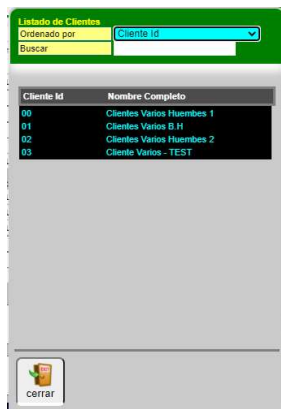 Listado de Clientes
Ordenado por Cliente Id
Buscar
Cliente Id Nombre Completo
00 Clientes Varios Huembes 1
01 Clientes Varios B.H
02 Clientes Varios Huembes 2
03 Cliente Varios - TEST
cerrar